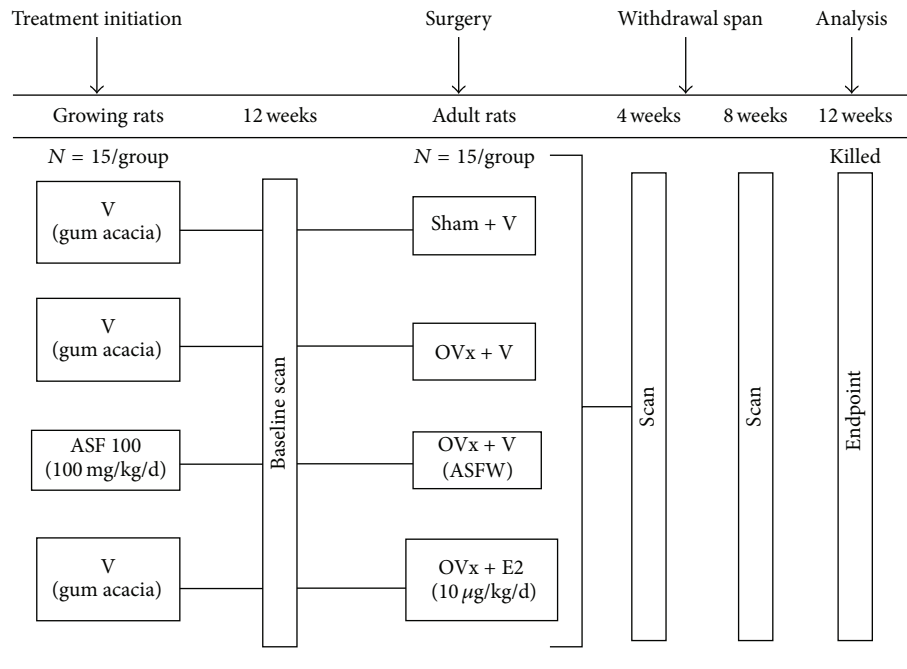 Treatment initiation
Surgery
Withdrawal span
Analysis
Growing rats
12 weeks
Adult rats
4 weeks
8 weeks
12 weeks
N = 15/group
N = 15/group
Killed
V
(gum acacia)
Sham + V
V
(gum acacia)
OVx + V
ASF 100
(100 mg/kg/d)
OVx + V
(ASFW)
V
(gum acacia)
OVx + E2
(10 μg/kg/d)
Baseline scan
Scan
Scan
Endpoint